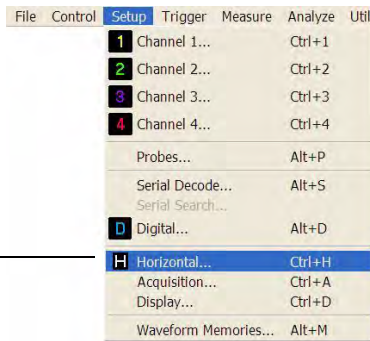 File Control Setup Trigger Measure Analyze Util
1 Channel 1... Ctrl+1
2 Channel 2... Ctrl+2
3 Channel 3... Ctrl+3
4 Channel 4... Ctrl+4
Probes... Alt+P
Serial Decode... Alt+S
Serial Search...
D Digital... Alt+D
H Horizontal... Ctrl+H
Acquisition... Ctrl+A
Display... Ctrl+D
Waveform Memories... Alt+M